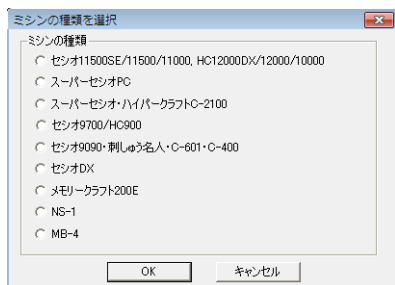 ミシンの種類を選択
ミシンの種類
セシオ11500SE/11500/11000, HC12000DX/12000/10000
スーパーセシオPC
スーパーセシオ・ハイパークラフトC-2100
セシオ9700/HC900
セシオ9090・刺しゅう名人・C-601・C-400
セシオDX
メモリークラフト200E
NS-1
MB-4
OK キャンセル